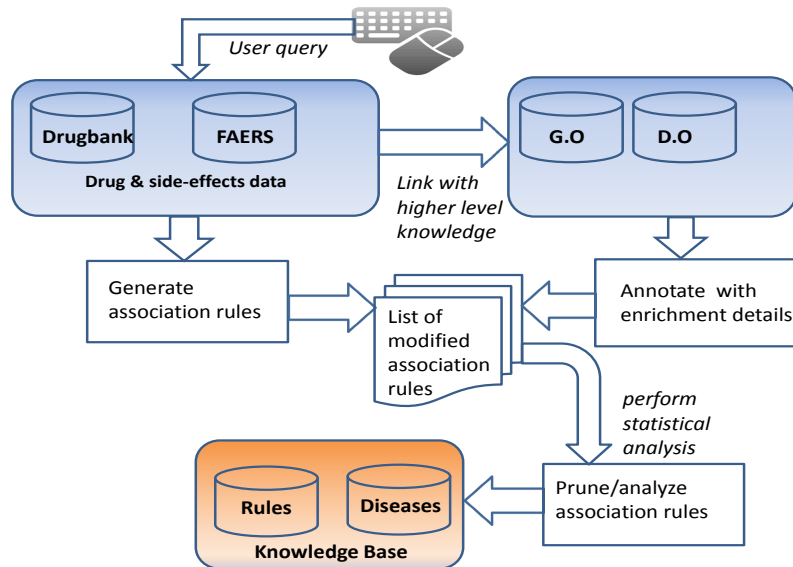 User query
Drugbank
FAERS
Drug & side-effects data
G.O
D.O
Link with
higher level
knowledge
Generate
association rules
List of
modified
association
rules
Annotate with
enrichment details
perform
statistical
analysis
Prune/analyze
association rules
Rules
Diseases
Knowledge Base